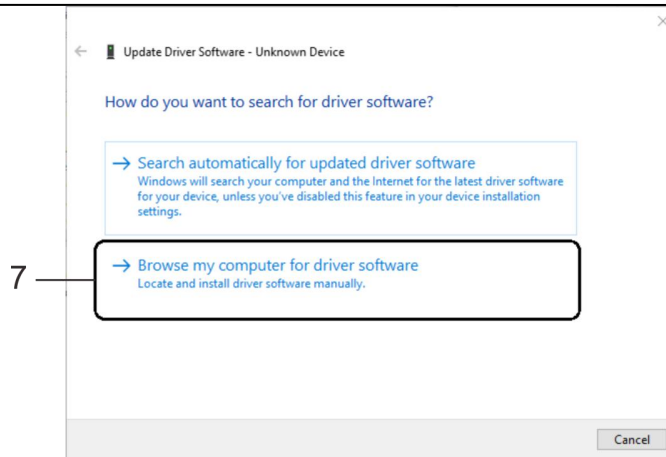 Update Driver Software - Unknown Device
How do you want to search for driver software?
→ Search automatically for updated driver software
Windows will search your computer and the Internet for the latest driver software
for your device, unless you've disabled this feature in your device installation
settings.
7
→ Browse my computer for driver software
Locate and install driver software manually.
Cancel